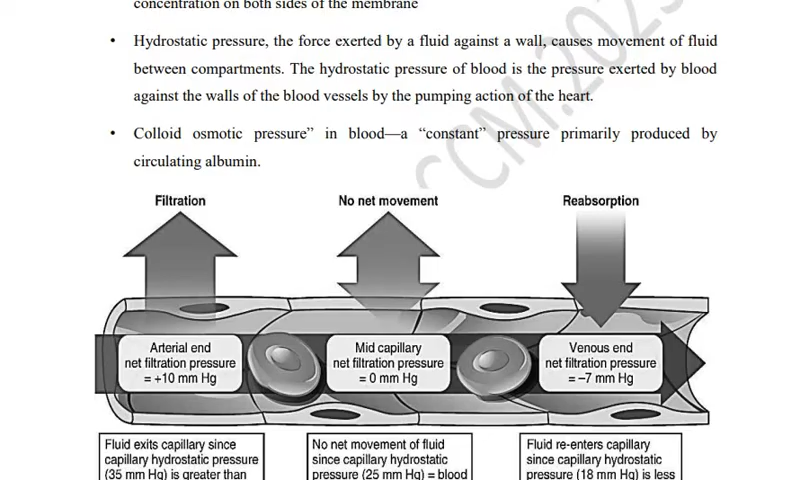 concentration on both sides of the membrane
• Hydrostatic pressure, the force exerted by a fluid against a wall, causes movement of fluid
between compartments. The hydrostatic pressure of blood is the pressure exerted by blood
against the walls of the blood vessels by the pumping action of the heart.
• Colloid osmotic pressure” in blood—a “constant” pressure primarily produced by
circulating albumin.
CCM.2023
Filtration
No net movement
Reabsorption
Arterial end
net filtration pressure
= +10 mm Hg
Mid capillary
net filtration pressure
= 0 mm Hg
Venous end
net filtration pressure
= –7 mm Hg
Fluid exits capillary since
capillary hydrostatic pressure
(35 mm Hg) is greater than
No net movement of fluid
since capillary hydrostatic
pressure (25 mm Hg) = blood
Fluid re-enters capillary
since capillary hydrostatic
pressure (18 mm Hg) is less